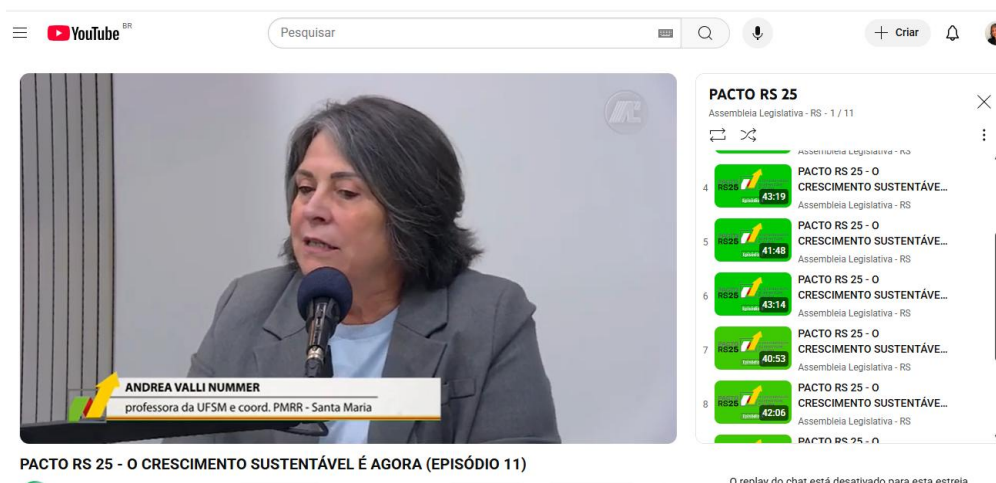 YouTube BR
Pesquisar
Criar
PACTO RS 25
Assembleia Legislativa - RS - 1 / 11
Assembleia Legislativa - RS
4
RS25
43:19
PACTO RS 25 - O
CRESCIMENTO SUSTENTÁVE...
Assembleia Legislativa - RS
5
RS25
41:48
PACTO RS 25 - O
CRESCIMENTO SUSTENTÁVE...
Assembleia Legislativa - RS
6
RS25
43:14
PACTO RS 25 - O
CRESCIMENTO SUSTENTÁVE...
Assembleia Legislativa - RS
7
RS25
40:53
PACTO RS 25 - O
CRESCIMENTO SUSTENTÁVE...
Assembleia Legislativa - RS
8
RS25
42:06
PACTO RS 25 - O
CRESCIMENTO SUSTENTÁVE...
Assembleia Legislativa - RS
PACTO RS 25 - O
ANDREA VALLI NUMMER
professora da UFSM e coord. PMRR - Santa Maria
PACTO RS 25 - O CRESCIMENTO SUSTENTÁVEL É AGORA (EPISÓDIO 11)
O replay do chat está desativado para esta estreia